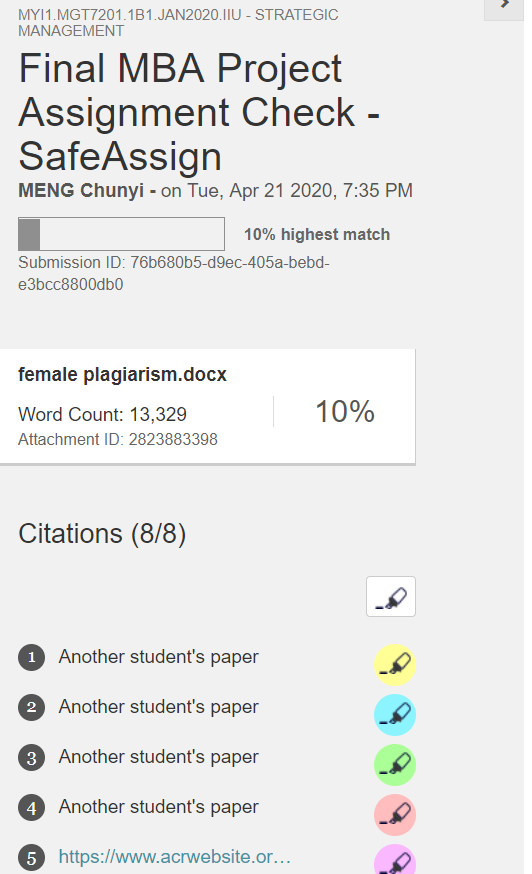 MYI1.MGT7201.1B1.JAN2020.IIU - STRATEGIC
MANAGEMENT
Final MBA Project
Assignment Check -
SafeAssign
MENG Chunyi - on Tue, Apr 21 2020, 7:35 PM
10% highest match
Submission ID: 76b680b5-d9ec-405a-bebd-
e3bcc8800db0
female plagiarism.docx
Word Count: 13,329
10%
Attachment ID: 2823883398
Citations (8/8)
1 Another student's paper
2 Another student's paper
3 Another student's paper
4 Another student's paper
5 https://www.acrwebsite.or…